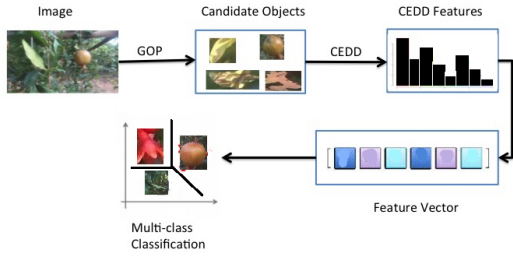 Image
Candidate Objects
CEDD Features
GOP
CEDD
Feature Vector
Multi-class
Classification